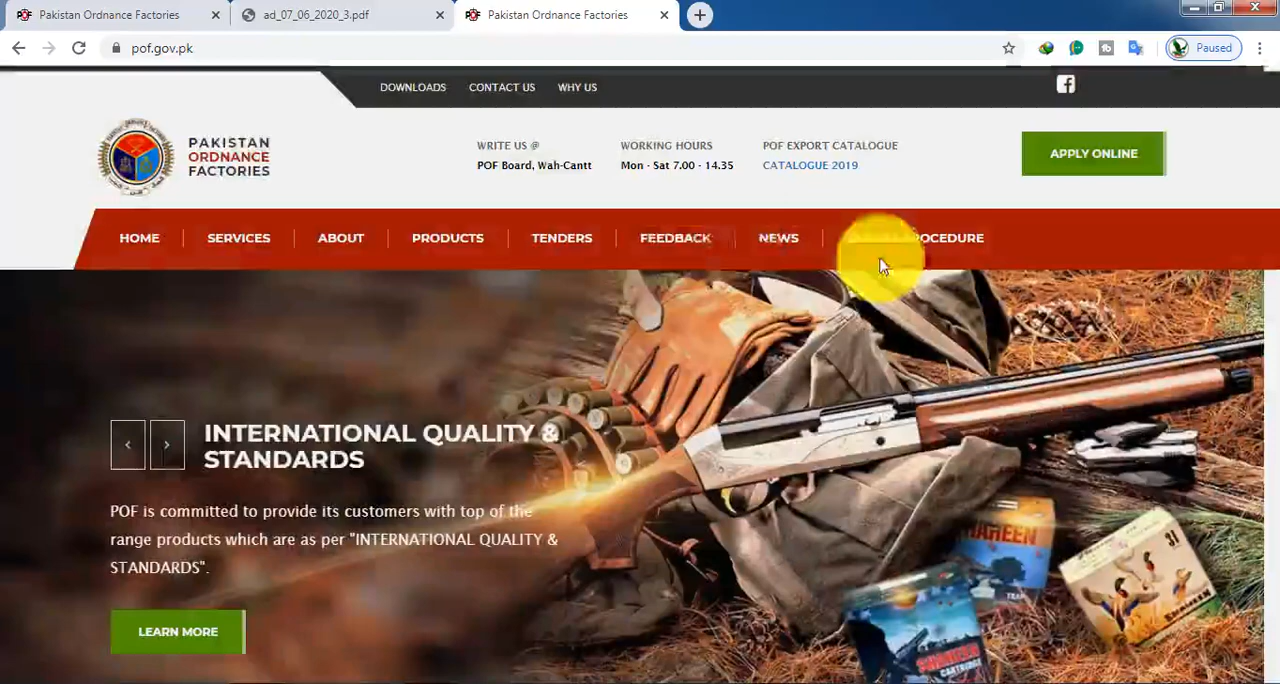 Pakistan Ordnance Factories
ad_07_06_2020_3.pdf
Pakistan Ordnance Factories
pof.gov.pk
Paused
DOWNLOADS
CONTACT US
WHY US
PAKISTAN
ORDNANCE
FACTORIES
WRITE US @
POF Board, Wah-Cantt
WORKING HOURS
Mon - Sat 7.00 - 14.35
POF EXPORT CATALOGUE
CATALOGUE 2019
APPLY ONLINE
HOME
SERVICES
ABOUT
PRODUCTS
TENDERS
FEEDBACK
NEWS
INTERNATIONAL QUALITY &
STANDARDS
POF is committed to provide its customers with top of the
range products which are as per "INTERNATIONAL QUALITY &
STANDARDS".
LEARN MORE
SHAHEEN
SHAHEEN
CARTRIDGE
31